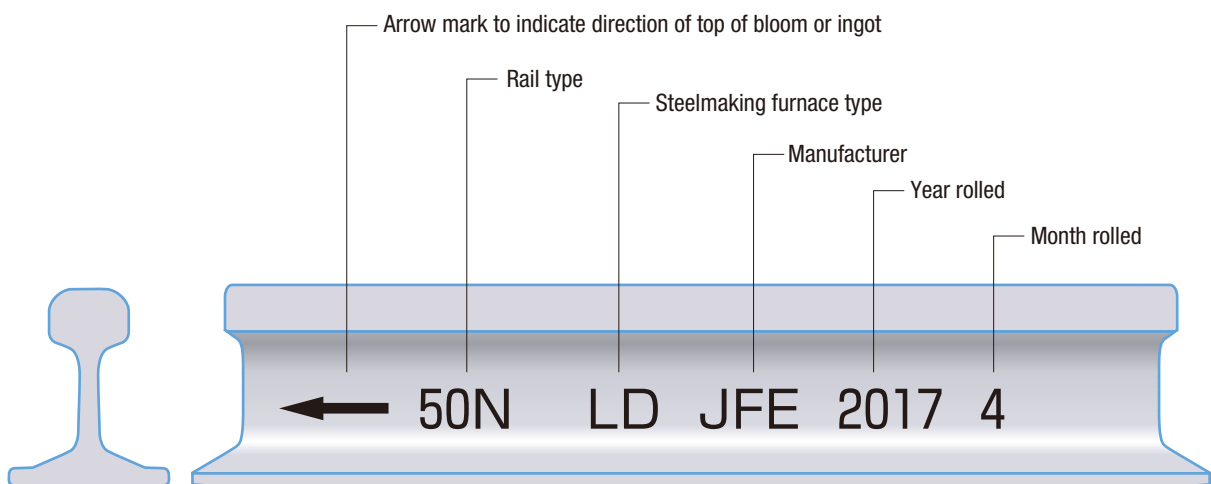 Arrow mark to indicate direction of top of bloom or ingot
Rail type
Steelmaking furnace type
Manufacturer
Year rolled
Month rolled
50N LD JFE 2017 4